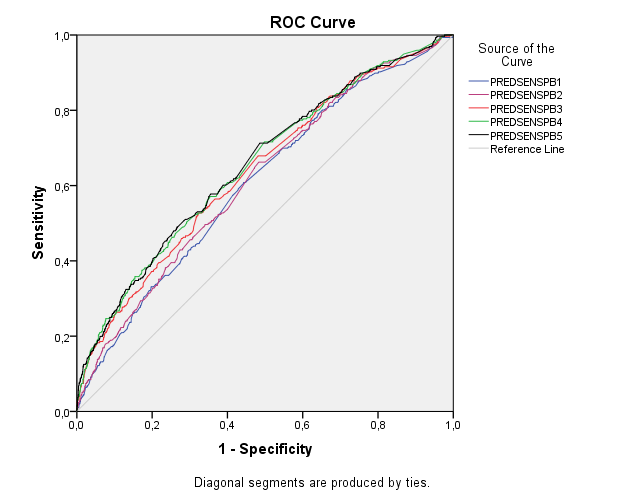 ROC Curve
Source of the
Curve
PREDSENSPB1
PREDSENSPB2
PREDSENSPB3
PREDSENSPB4
PREDSENSPB5
Reference Line
Sensitivity
1,0
0,8
0,6
0,4
0,2
0,0
0,0 0,2 0,4 0,6 0,8 1,0
1 - Specificity
Diagonal segments are produced by ties.